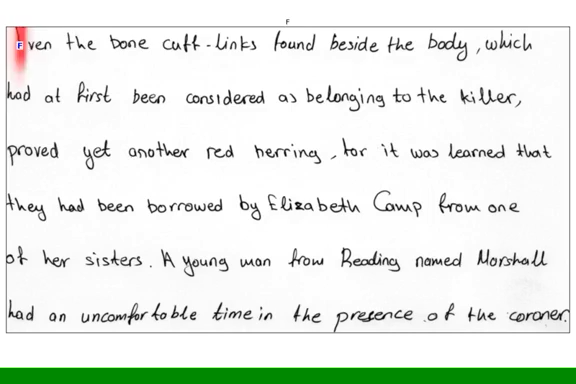 F
Even the bone cuff-links found beside the body, which
had at first been considered as belonging to the killer,
proved yet another red herring, for it was learned that
they had been borrowed by Elizabeth Camp from one
of her sisters. A young man from Reading named Marshall
had an uncomfortable time in the presence of the coroner.